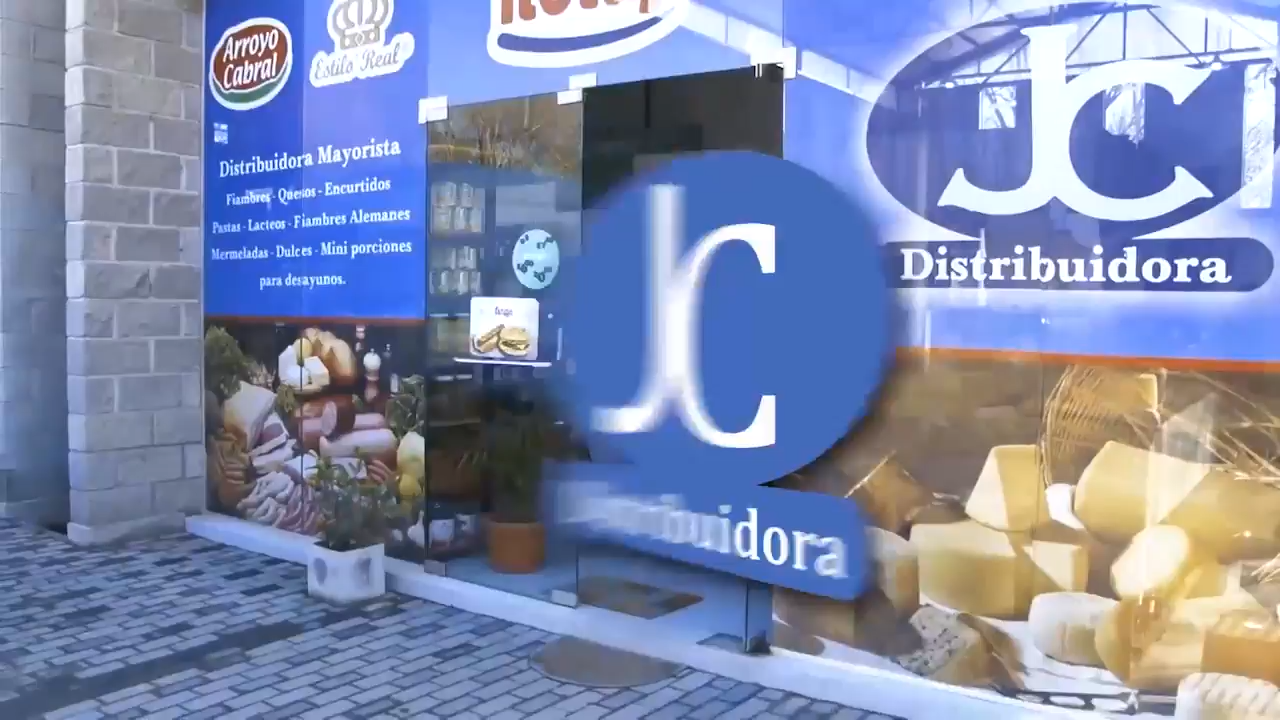 Arroyo
Cabral
Estilo Real
Distribuidora Mayorista
Fiambres - Quesos - Encurtidos
Pastas - Lacteos - Fiambres Alemanes
Mermeladas - Dulces - Mini porciones
para desayunos.
JC
Distribuidora
JC
Distribuidora